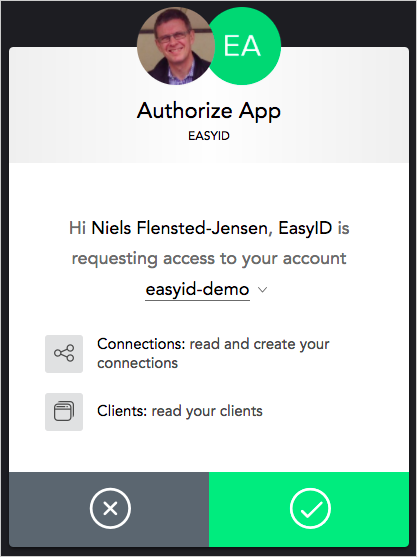 EA
Authorize App
EASYID
Hi Niels Flensted-Jensen, EasyID is
requesting access to your account
easyid-demo
Connections: read and create your
connections
Clients: read your clients